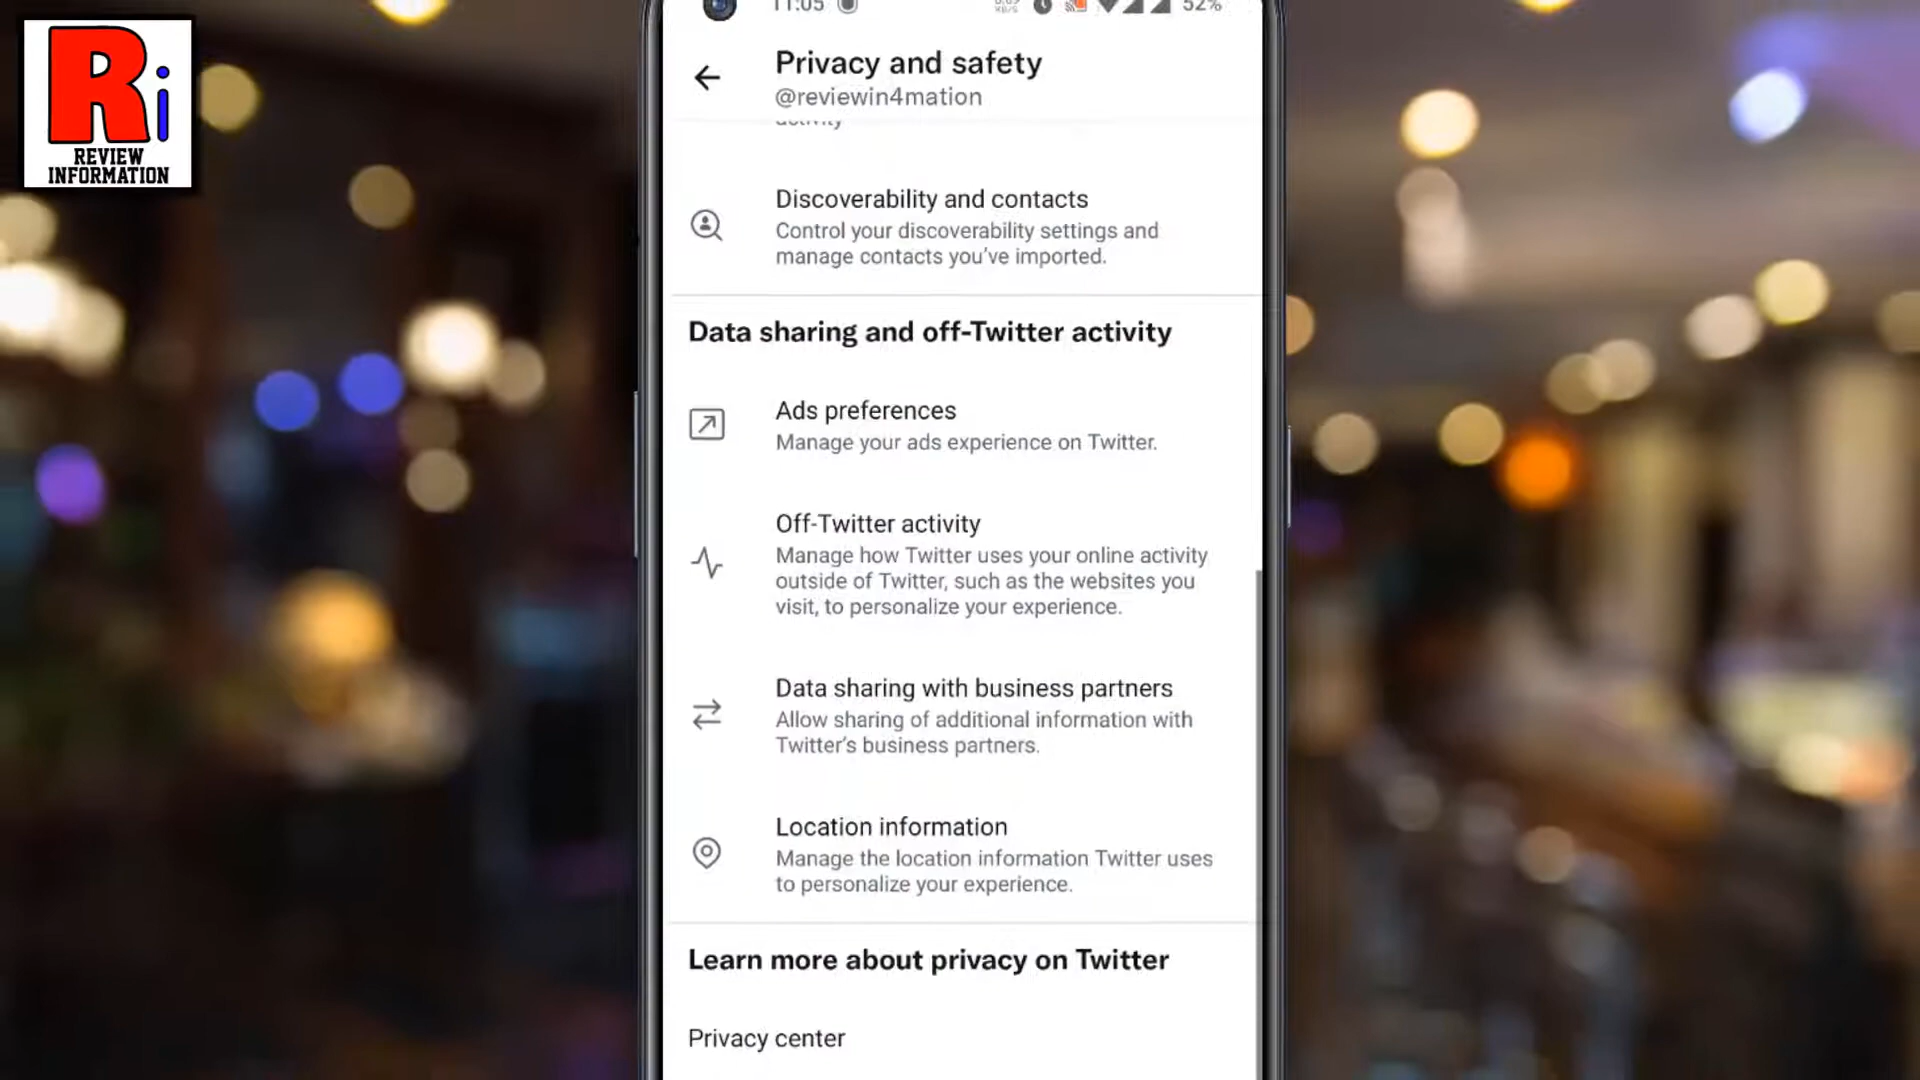 Ri
REVIEW
INFORMATION
11:05
52%
Privacy and safety
@reviewin4mation
activity
Discoverability and contacts
Control your discoverability settings and
manage contacts you've imported.
Data sharing and off-Twitter activity
Ads preferences
Manage your ads experience on Twitter.
Off-Twitter activity
Manage how Twitter uses your online activity
outside of Twitter, such as the websites you
visit, to personalize your experience.
Data sharing with business partners
Allow sharing of additional information with
Twitter's business partners.
Location information
Manage the location information Twitter uses
to personalize your experience.
Learn more about privacy on Twitter
Privacy center